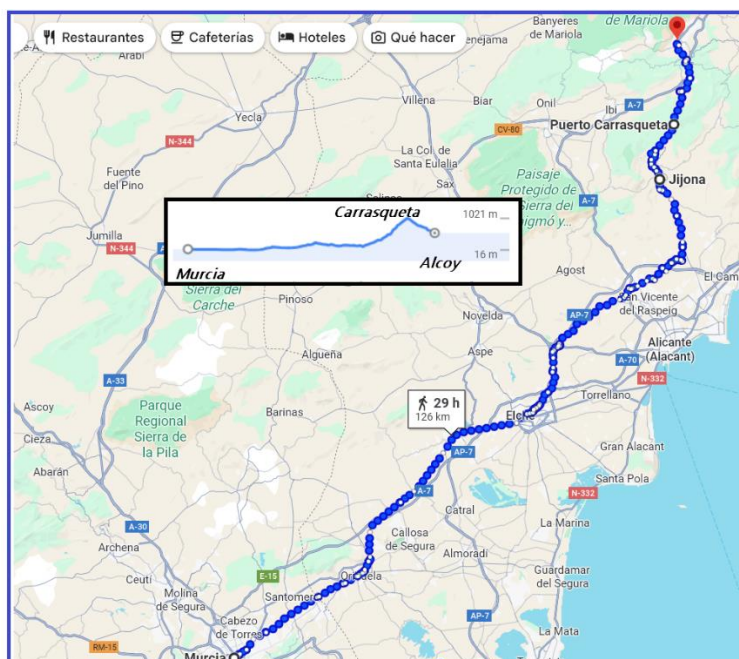 Restaurantes
Cafeterías
Hoteles
Qué hacer
Banyeres
de Mariola
de Mariola
Arabí
Benejama
Villena
Biar
Onil
Ibi
A-7
Yecla
N-344
CV-80
Puerto Carrasqueta
La Col. de
Santa Eulalia
Fuente
del Pino
Sax
Paisaje
Protegido de
Sierra del
Jijona
Carrasqueta
1021 m
16 m
Murcia
Alcoy
Jumilla
N-344
Sierra del
Carche
Pinoso
Agost
El Cam
San Vicente
del Raspeig
Novelda
AP-7
Alicante
(Alacant)
Algueña
Aspe
A-70
N-332
A-33
Torrellano
29 h
126 km
Elche
Ascoy
Parque
Regional
Sierra de
la Pila
Barinas
Cieza
Gran Alacant
AP-7
Abarán
Santa Pola
A-7
N-332
Catral
A-30
La Marina
Archena
Callosa
de Segura
Almoradí
Guardamar
del Segura
Ceutí
E-15
Orihuela
Molina
de Segura
Santomera
Cabezo
de Torres
AP-7
La Mata
RM-15
Murcia